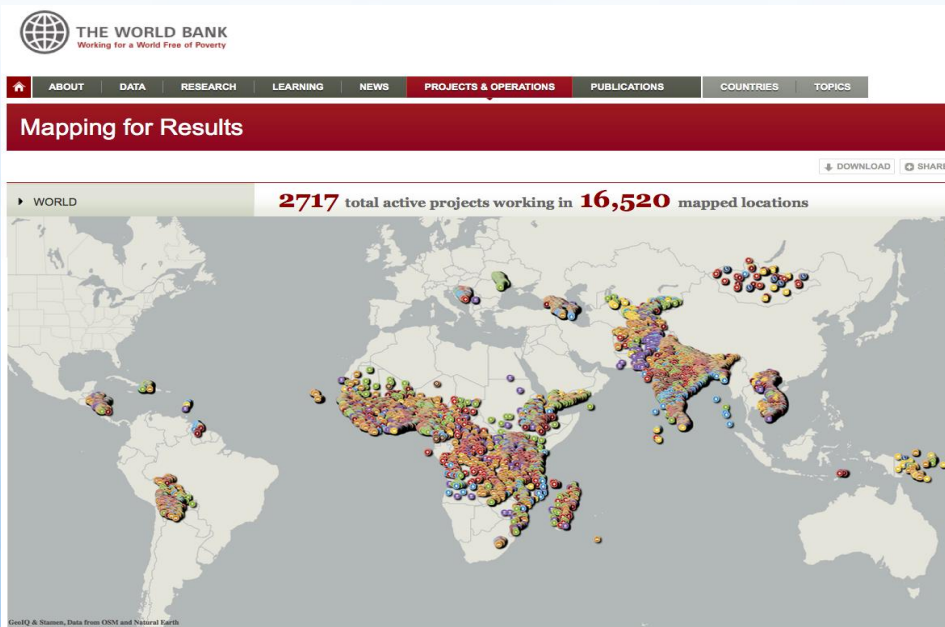 THE WORLD BANK
Working for a World Free of Poverty
ABOUT DATA RESEARCH LEARNING NEWS PROJECTS & OPERATIONS PUBLICATIONS COUNTRIES TOPICS
Mapping for Results
DOWNLOAD SHARE
WORLD
2717 total active projects working in 16,520 mapped locations
GeoIQ & Stamen, Data from OSM and Natural Earth